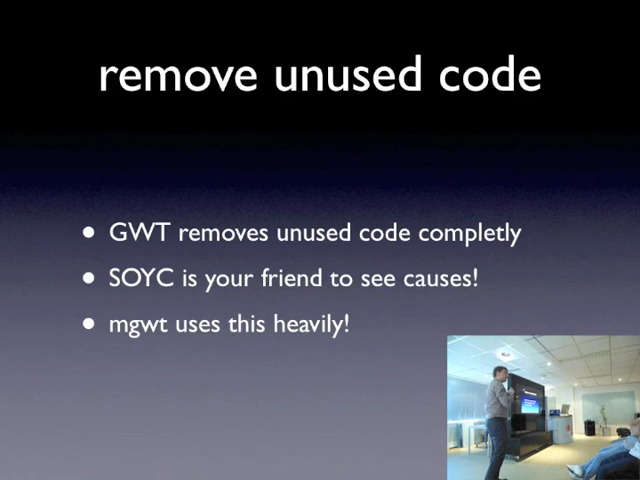 remove unused code
• GWT removes unused code completly
• SOYC is your friend to see causes!
• mgwt uses this heavily!